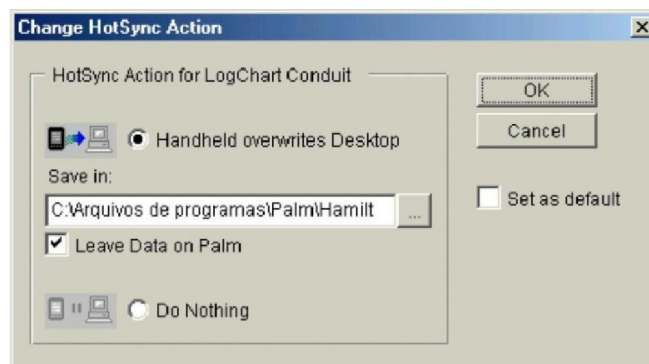 Change HotSync Action
HotSync Action for LogChart Conduit
OK
Handheld overwrites Desktop
Cancel
Save in:
C:\Arquivos de programas\Palm\Hamilt
...
Set as default
Leave Data on Palm
Do Nothing